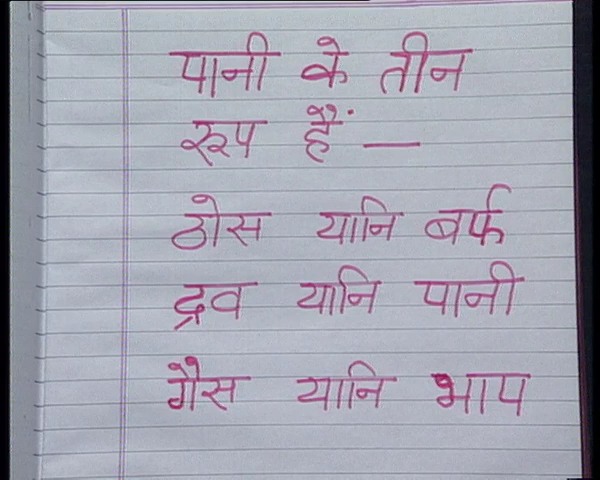 पानी के तीन
रूप हैं —
ठोस यानि बर्फ
द्रव यानि पानी
गैस यानि भाप